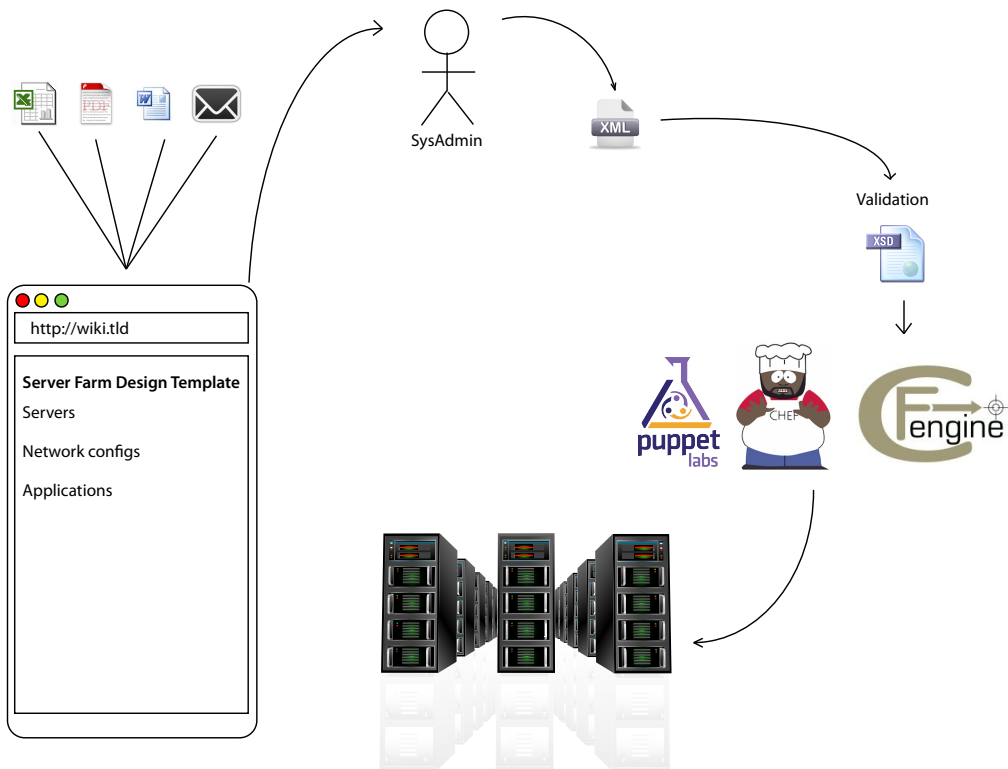 PDF
W
SysAdmin
XML
Validation
XSD
http://wiki.tld
Server Farm Design Template
Servers
Network configs
Applications
puppet
labs
CHEF
CFengine